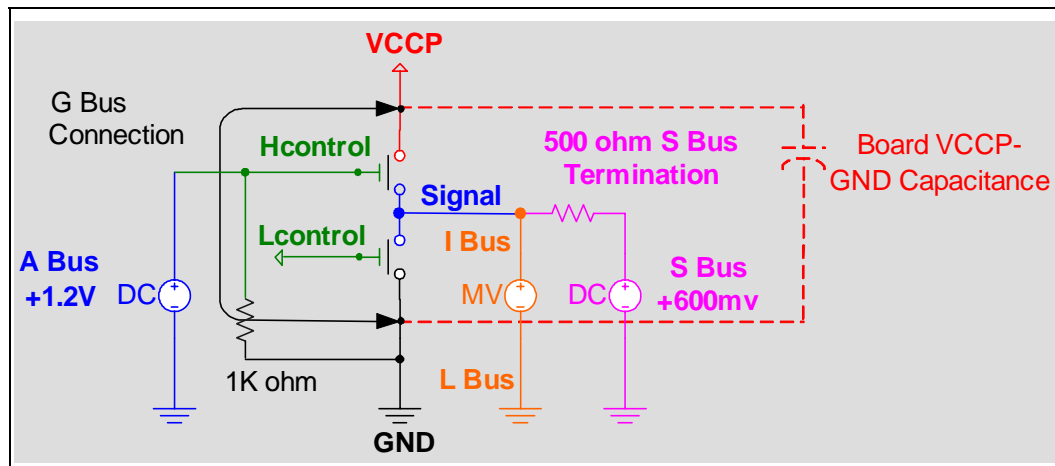 VCCP
G Bus
Connection
Hcontrol
500 ohm S Bus
Termination
Board VCCP-
GND Capacitance
Signal
Lcontrol
I Bus
A Bus
+1.2V
DC
MV
DC
S Bus
+600mv
1K ohm
L Bus
GND